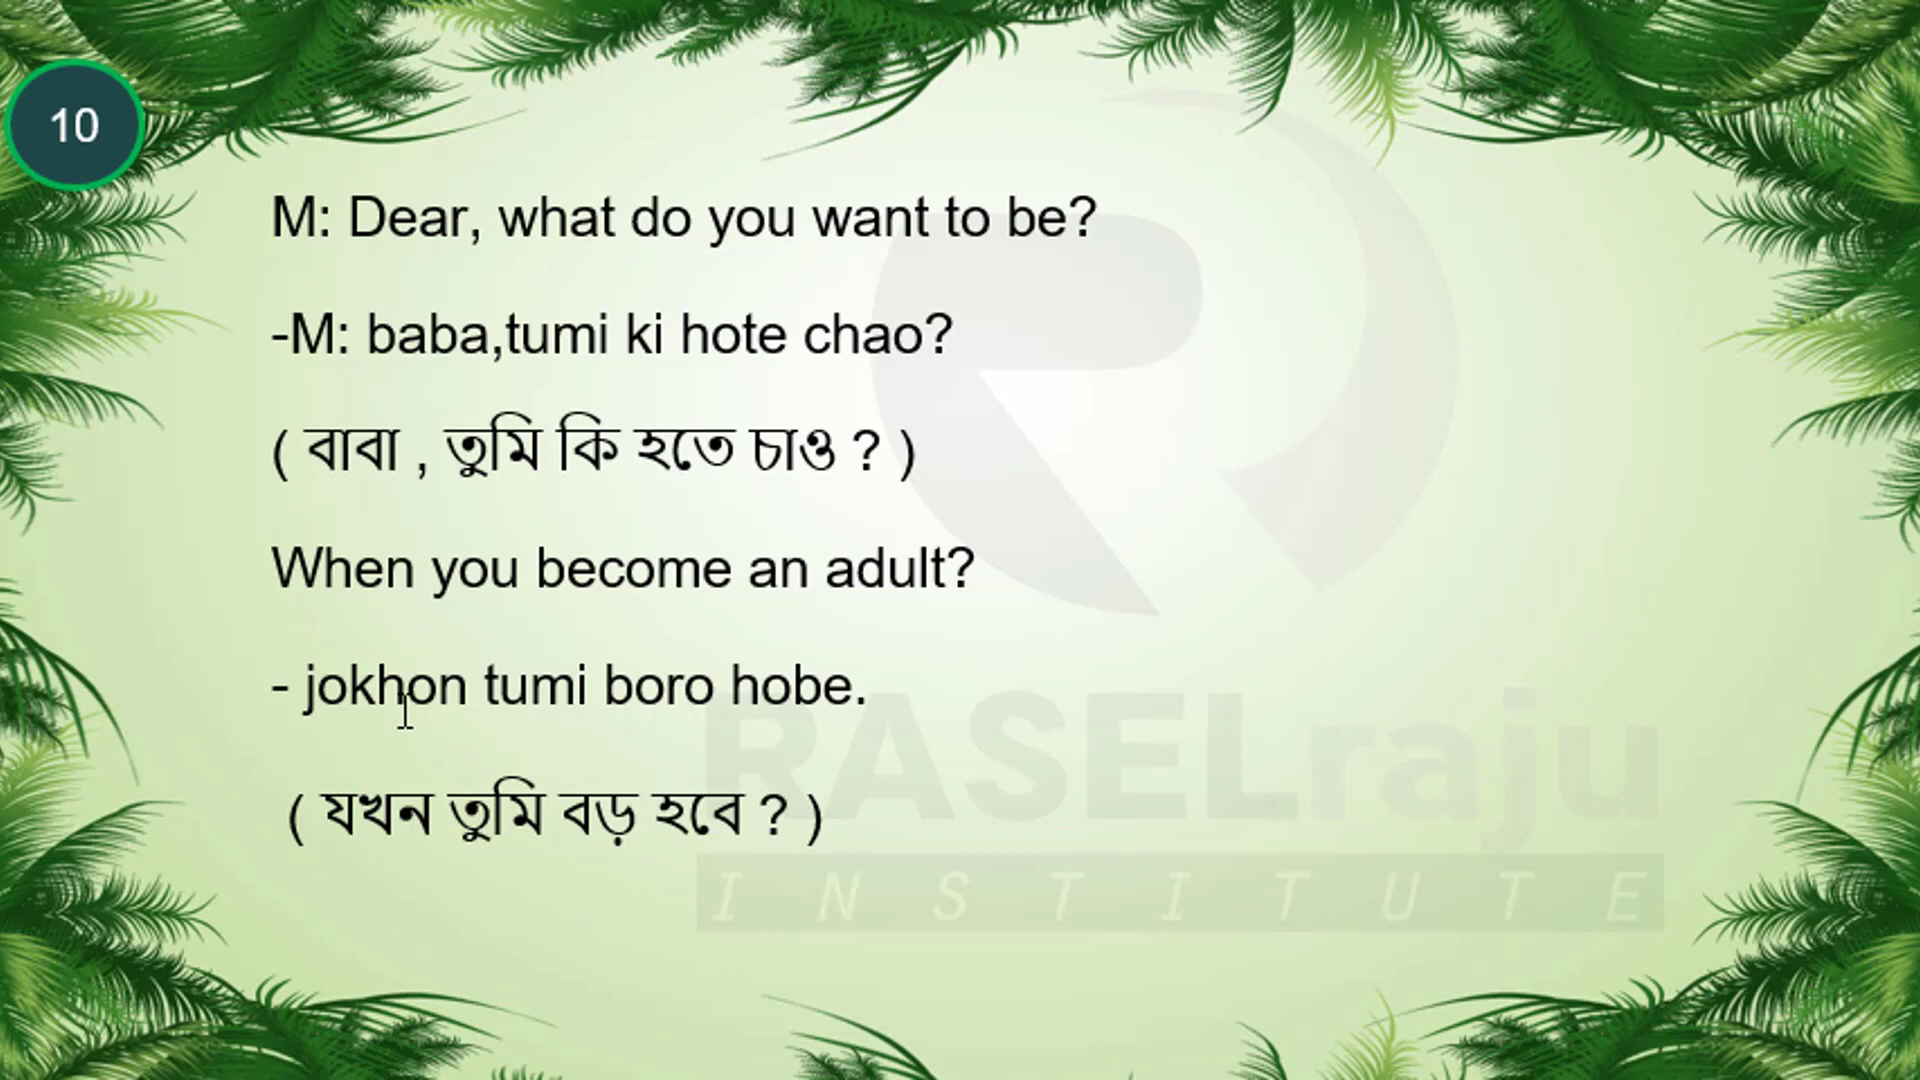 10
M: Dear, what do you want to be?
-M: baba,tumi ki hote chao?
( বাবা , তুমি কি হতে চাও ? )
When you become an adult?
- jokhon tumi boro hobe.
( যখন তুমি বড় হবে ? )
RASELraju
INSTITUTE